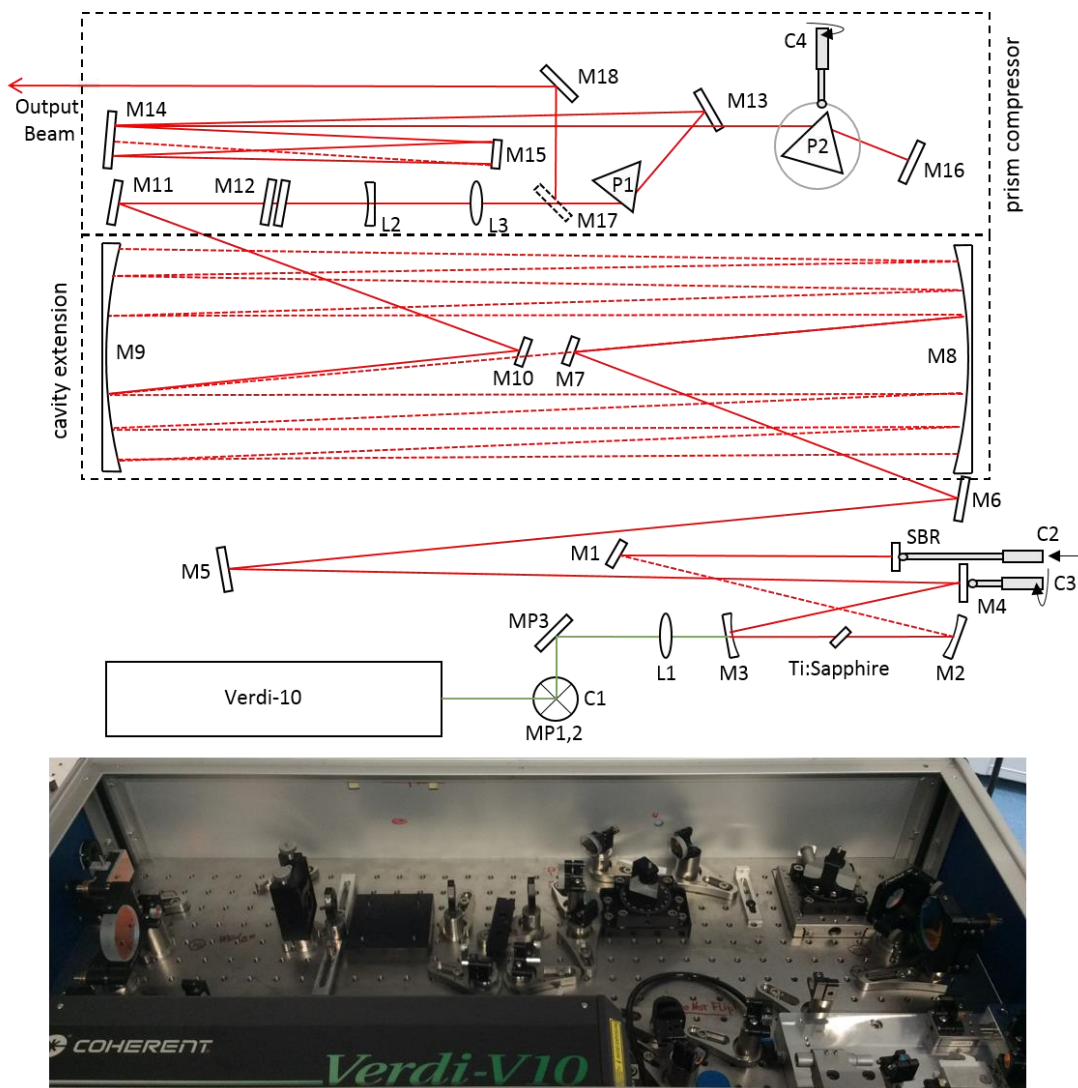 C4
M18
M13
Output
Beam
M14
M15
P2
M16
M11
M12
P1
L2
L3
M17
prism compressor
cavity extension
M9
M10
M7
M8
M6
M5
M1
SBR
C2
C3
M4
MP3
L1
M3
Ti:Sapphire
M2
Verdi-10
C1
MP1,2
Not Flip
COHERENT
Verdi-V10